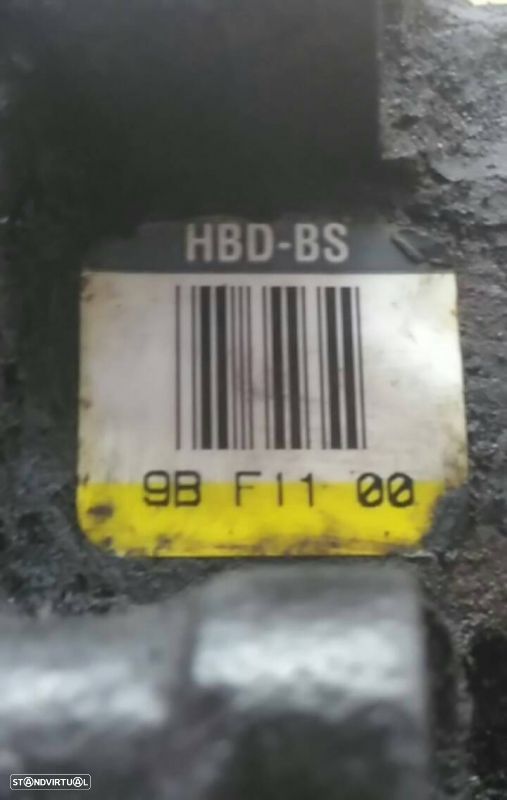 HBD-BS
9B F11 00
STANDVIRTUAL